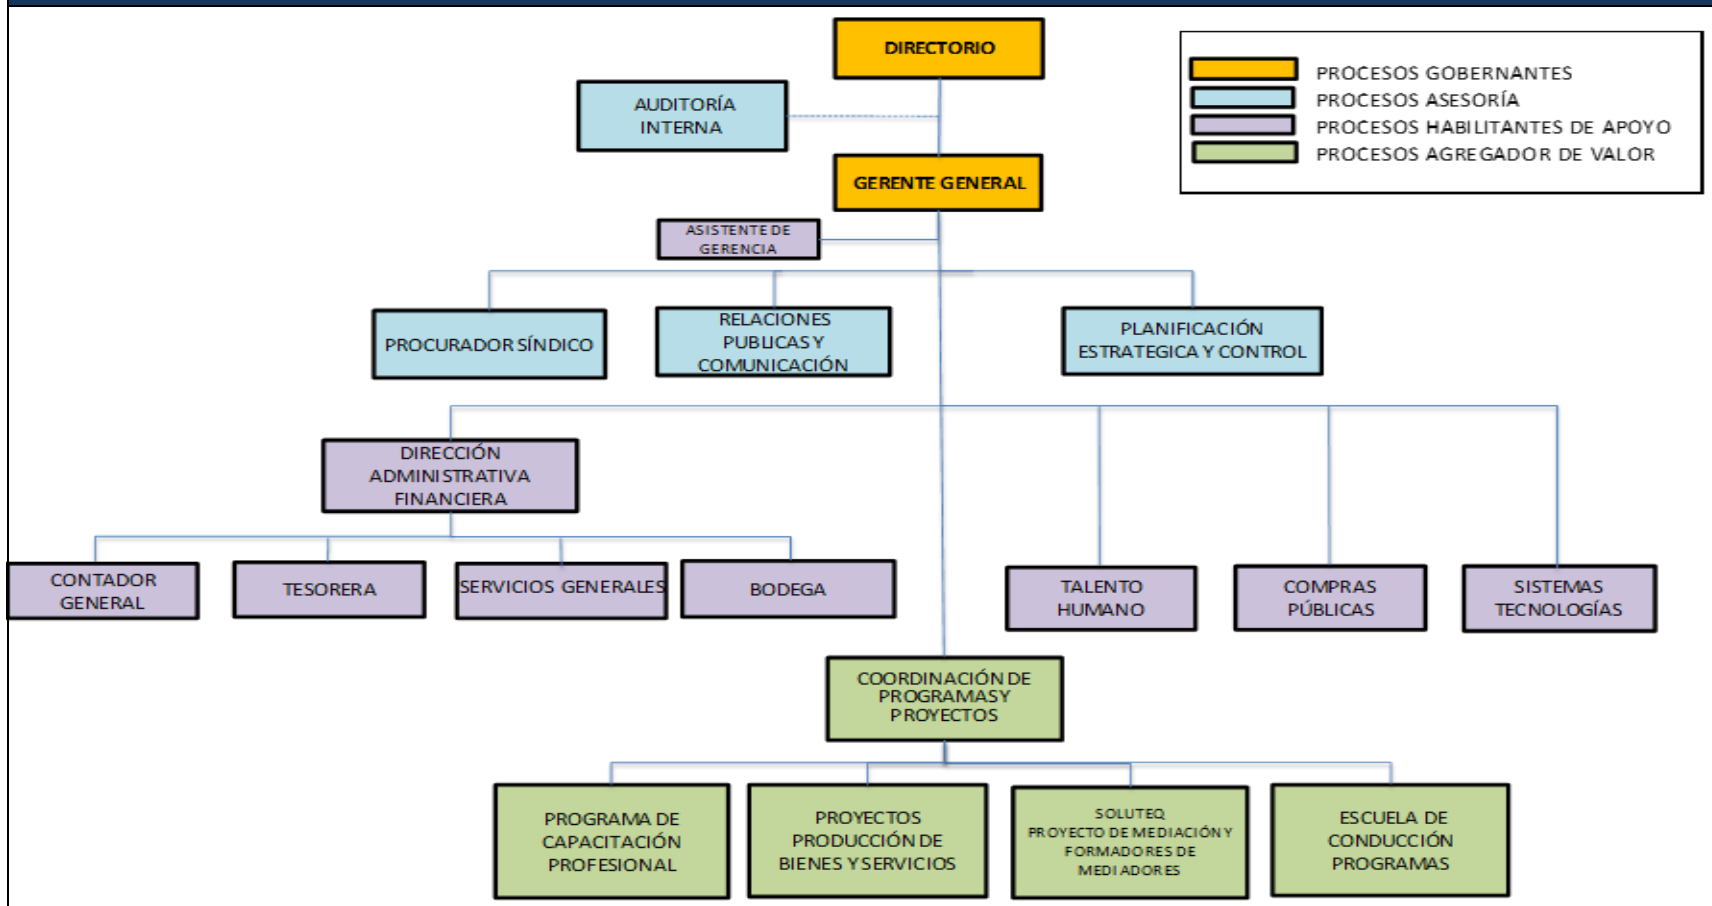 DIRECTORIO
PROCESOS GOBERNANTES
PROCESOS ASESORÍA
PROCESOS HABILITANTES DE APOYO
PROCESOS AGREGADOR DE VALOR
AUDITORÍA
INTERNA
GERENTE GENERAL
ASISTENTE DE
GERENCIA
PROCURADOR SÍNDICO
RELACIONES
PUBLICAS Y
COMUNICACIÓN
PLANIFICACIÓN
ESTRATEGICA Y CONTROL
DIRECCIÓN
ADMINISTRATIVA
FINANCIERA
CONTADOR
GENERAL
TESORERA
SERVICIOS GENERALES
BODEGA
TALENTO
HUMANO
COMPRAS
PÚBLICAS
SISTEMAS
TECNOLOGÍAS
COORDINACIÓN DE
PROGRAMAS Y
PROYECTOS
PROGRAMA DE
CAPACITACIÓN
PROFESIONAL
PROYECTOS
PRODUCCIÓN DE
BIENES Y SERVICIOS
SOLUTEQ
PROYECTO DE MEDIACIÓN Y
FORMADORES DE
MEDIADORES
ESCUELA DE
CONDUCCIÓN
PROGRAMAS